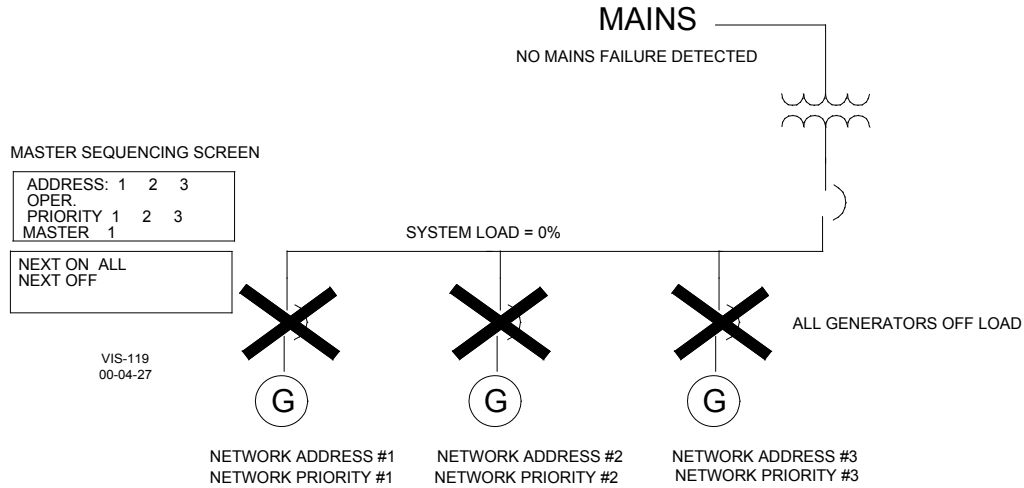 MAINS
NO MAINS FAILURE DETECTED
MASTER SEQUENCING SCREEN
ADDRESS: 1 2 3
OPER.
PRIORITY 1 2 3
MASTER 1
NEXT ON ALL
NEXT OFF
SYSTEM LOAD = 0%
ALL GENERATORS OFF LOAD
VIS-119
00-04-27
G G G
NETWORK ADDRESS #1 NETWORK ADDRESS #2 NETWORK ADDRESS #3
NETWORK PRIORITY #1 NETWORK PRIORITY #2 NETWORK PRIORITY #3